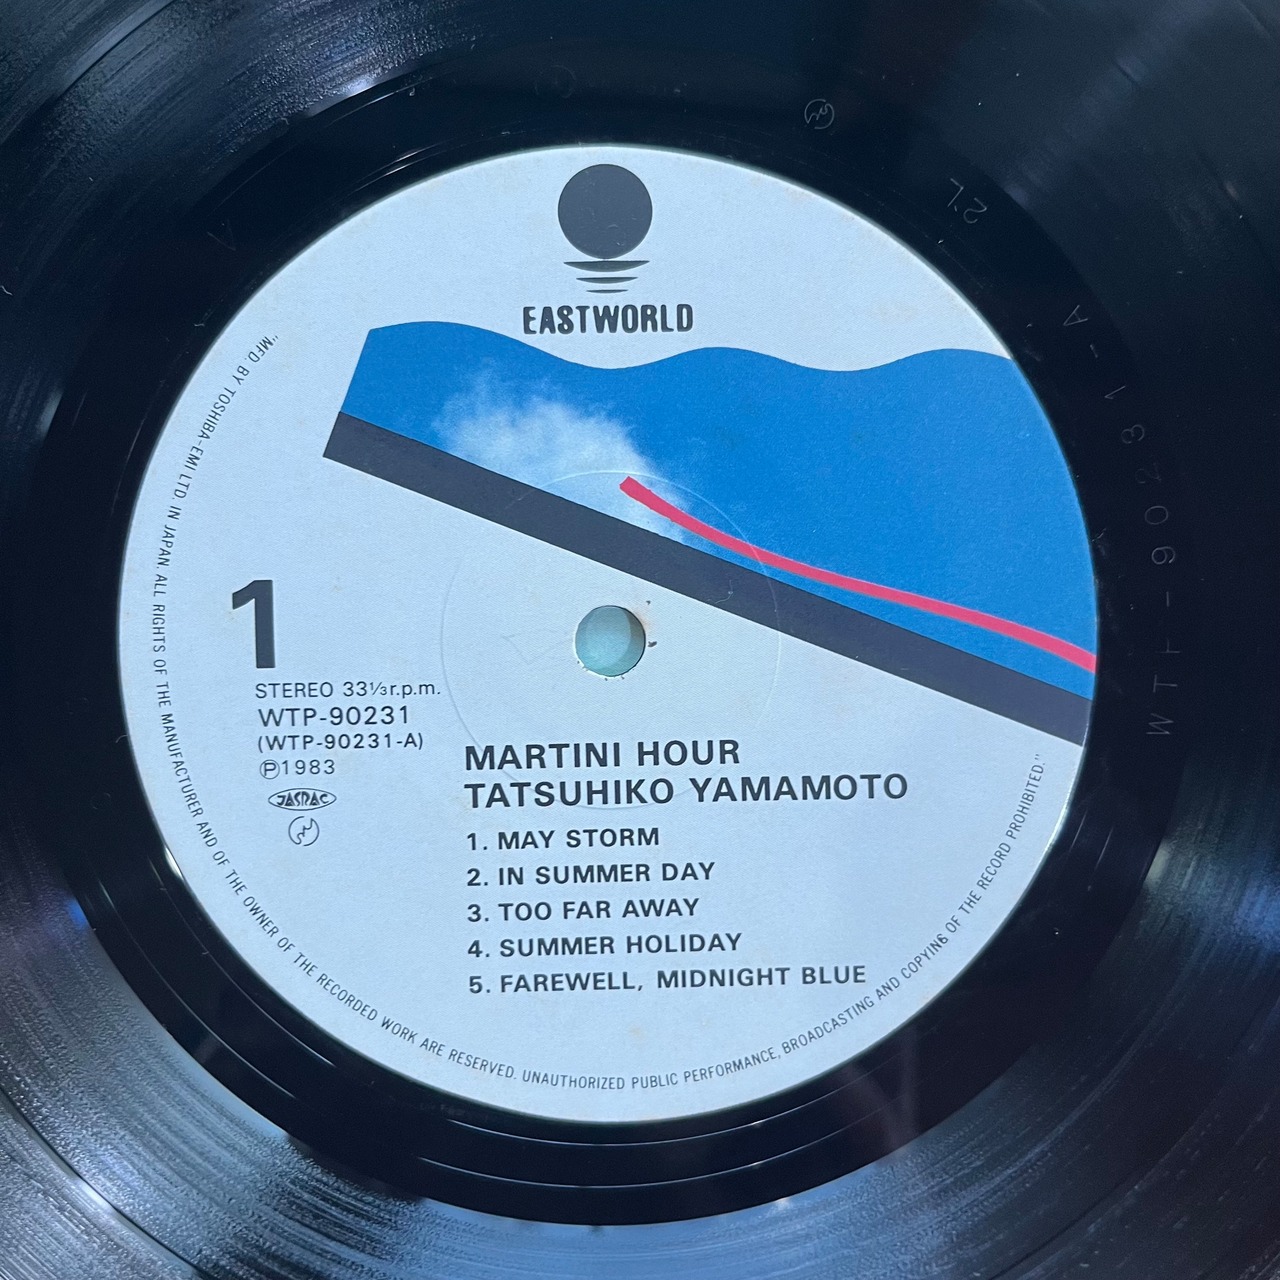 EASTWORLD
1
STEREO 33⅓r.p.m.
WTP-90231
(WTP-90231-A)
Ⓟ1983
JASRAC
MARTINI HOUR
TATSUHIKO YAMAMOTO
1. MAY STORM
2. IN SUMMER DAY
3. TOO FAR AWAY
4. SUMMER HOLIDAY
5. FAREWELL, MIDNIGHT BLUE
"MFD. BY TOSHIBA-EMI LTD. IN JAPAN. ALL RIGHTS OF THE MANUFACTURER AND OF THE OWNER OF THE RECORDED WORK ARE RESERVED. UNAUTHORIZED PUBLIC PERFORMANCE, BROADCASTING AND COPYING OF THE RECORD PROHIBITED."
WTP-90231-A